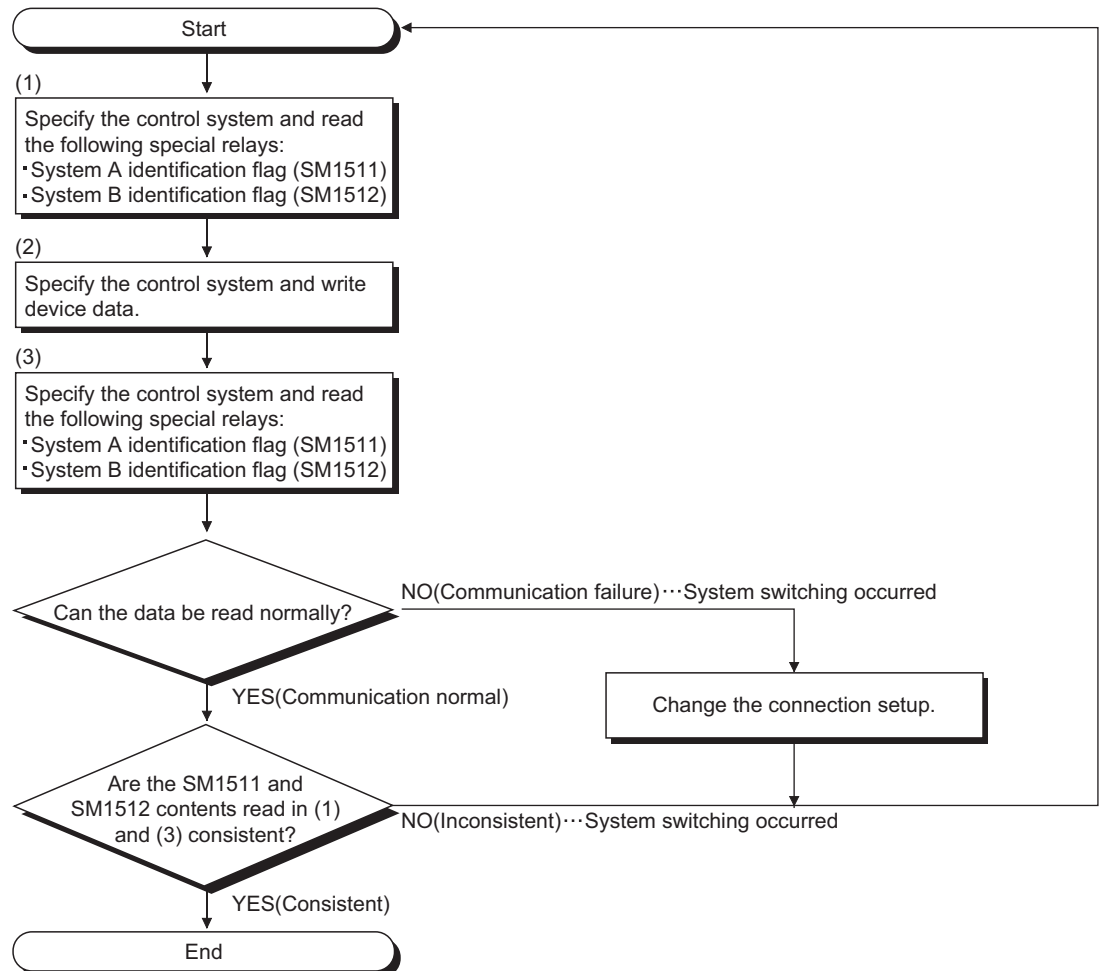 Start
(1)
Specify the control system and read
the following special relays:
▪System A identification flag (SM1511)
▪System B identification flag (SM1512)
(2)
Specify the control system and write
device data.
(3)
Specify the control system and read
the following special relays:
▪System A identification flag (SM1511)
▪System B identification flag (SM1512)
Can the data be read normally?
NO(Communication failure)⋯System switching occurred
YES(Communication normal)
Change the connection setup.
Are the SM1511 and
SM1512 contents read in (1)
and (3) consistent?
NO(Inconsistent)⋯System switching occurred
YES(Consistent)
End